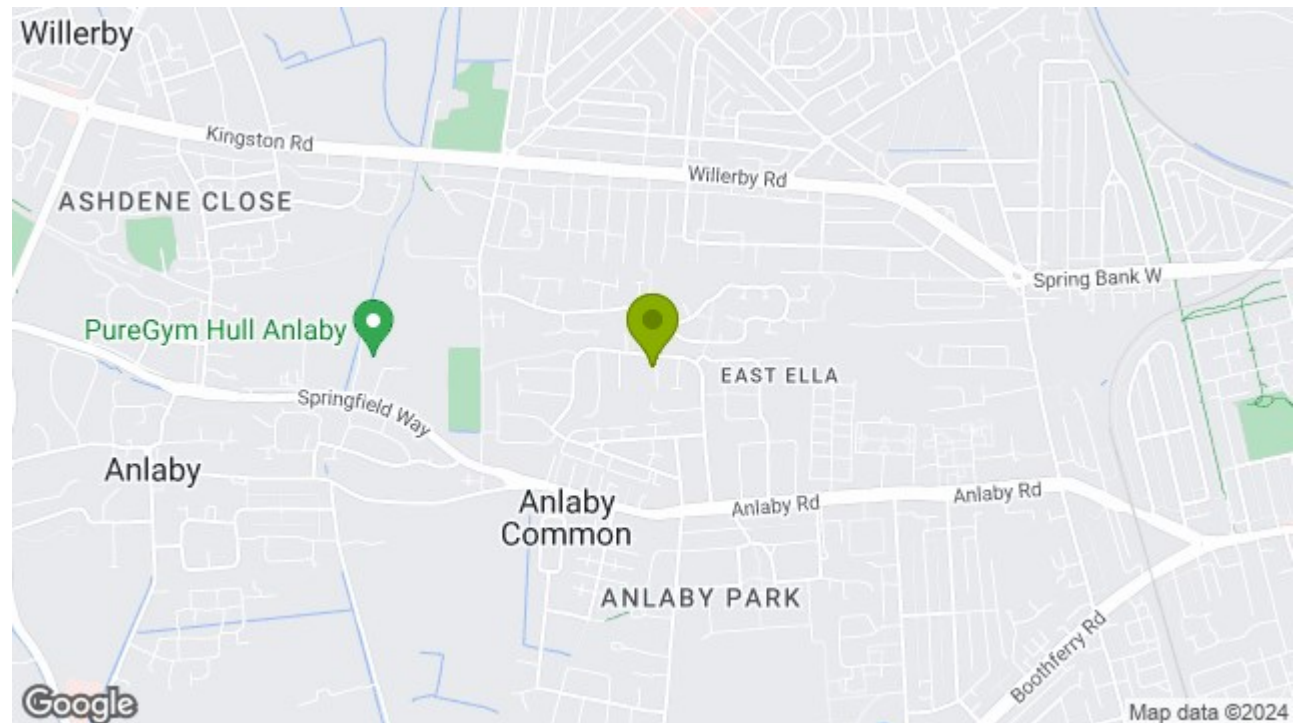 Willerby
Kingston Rd
Willerby Rd
ASHDENE CLOSE
Spring Bank W
PureGym Hull Anlaby
EAST ELLA
Springfield Way
Anlaby
Anlaby
Common
Anlaby Rd
Anlaby Rd
ANLABY PARK
Boothferry Rd
Google
Map data ©2024